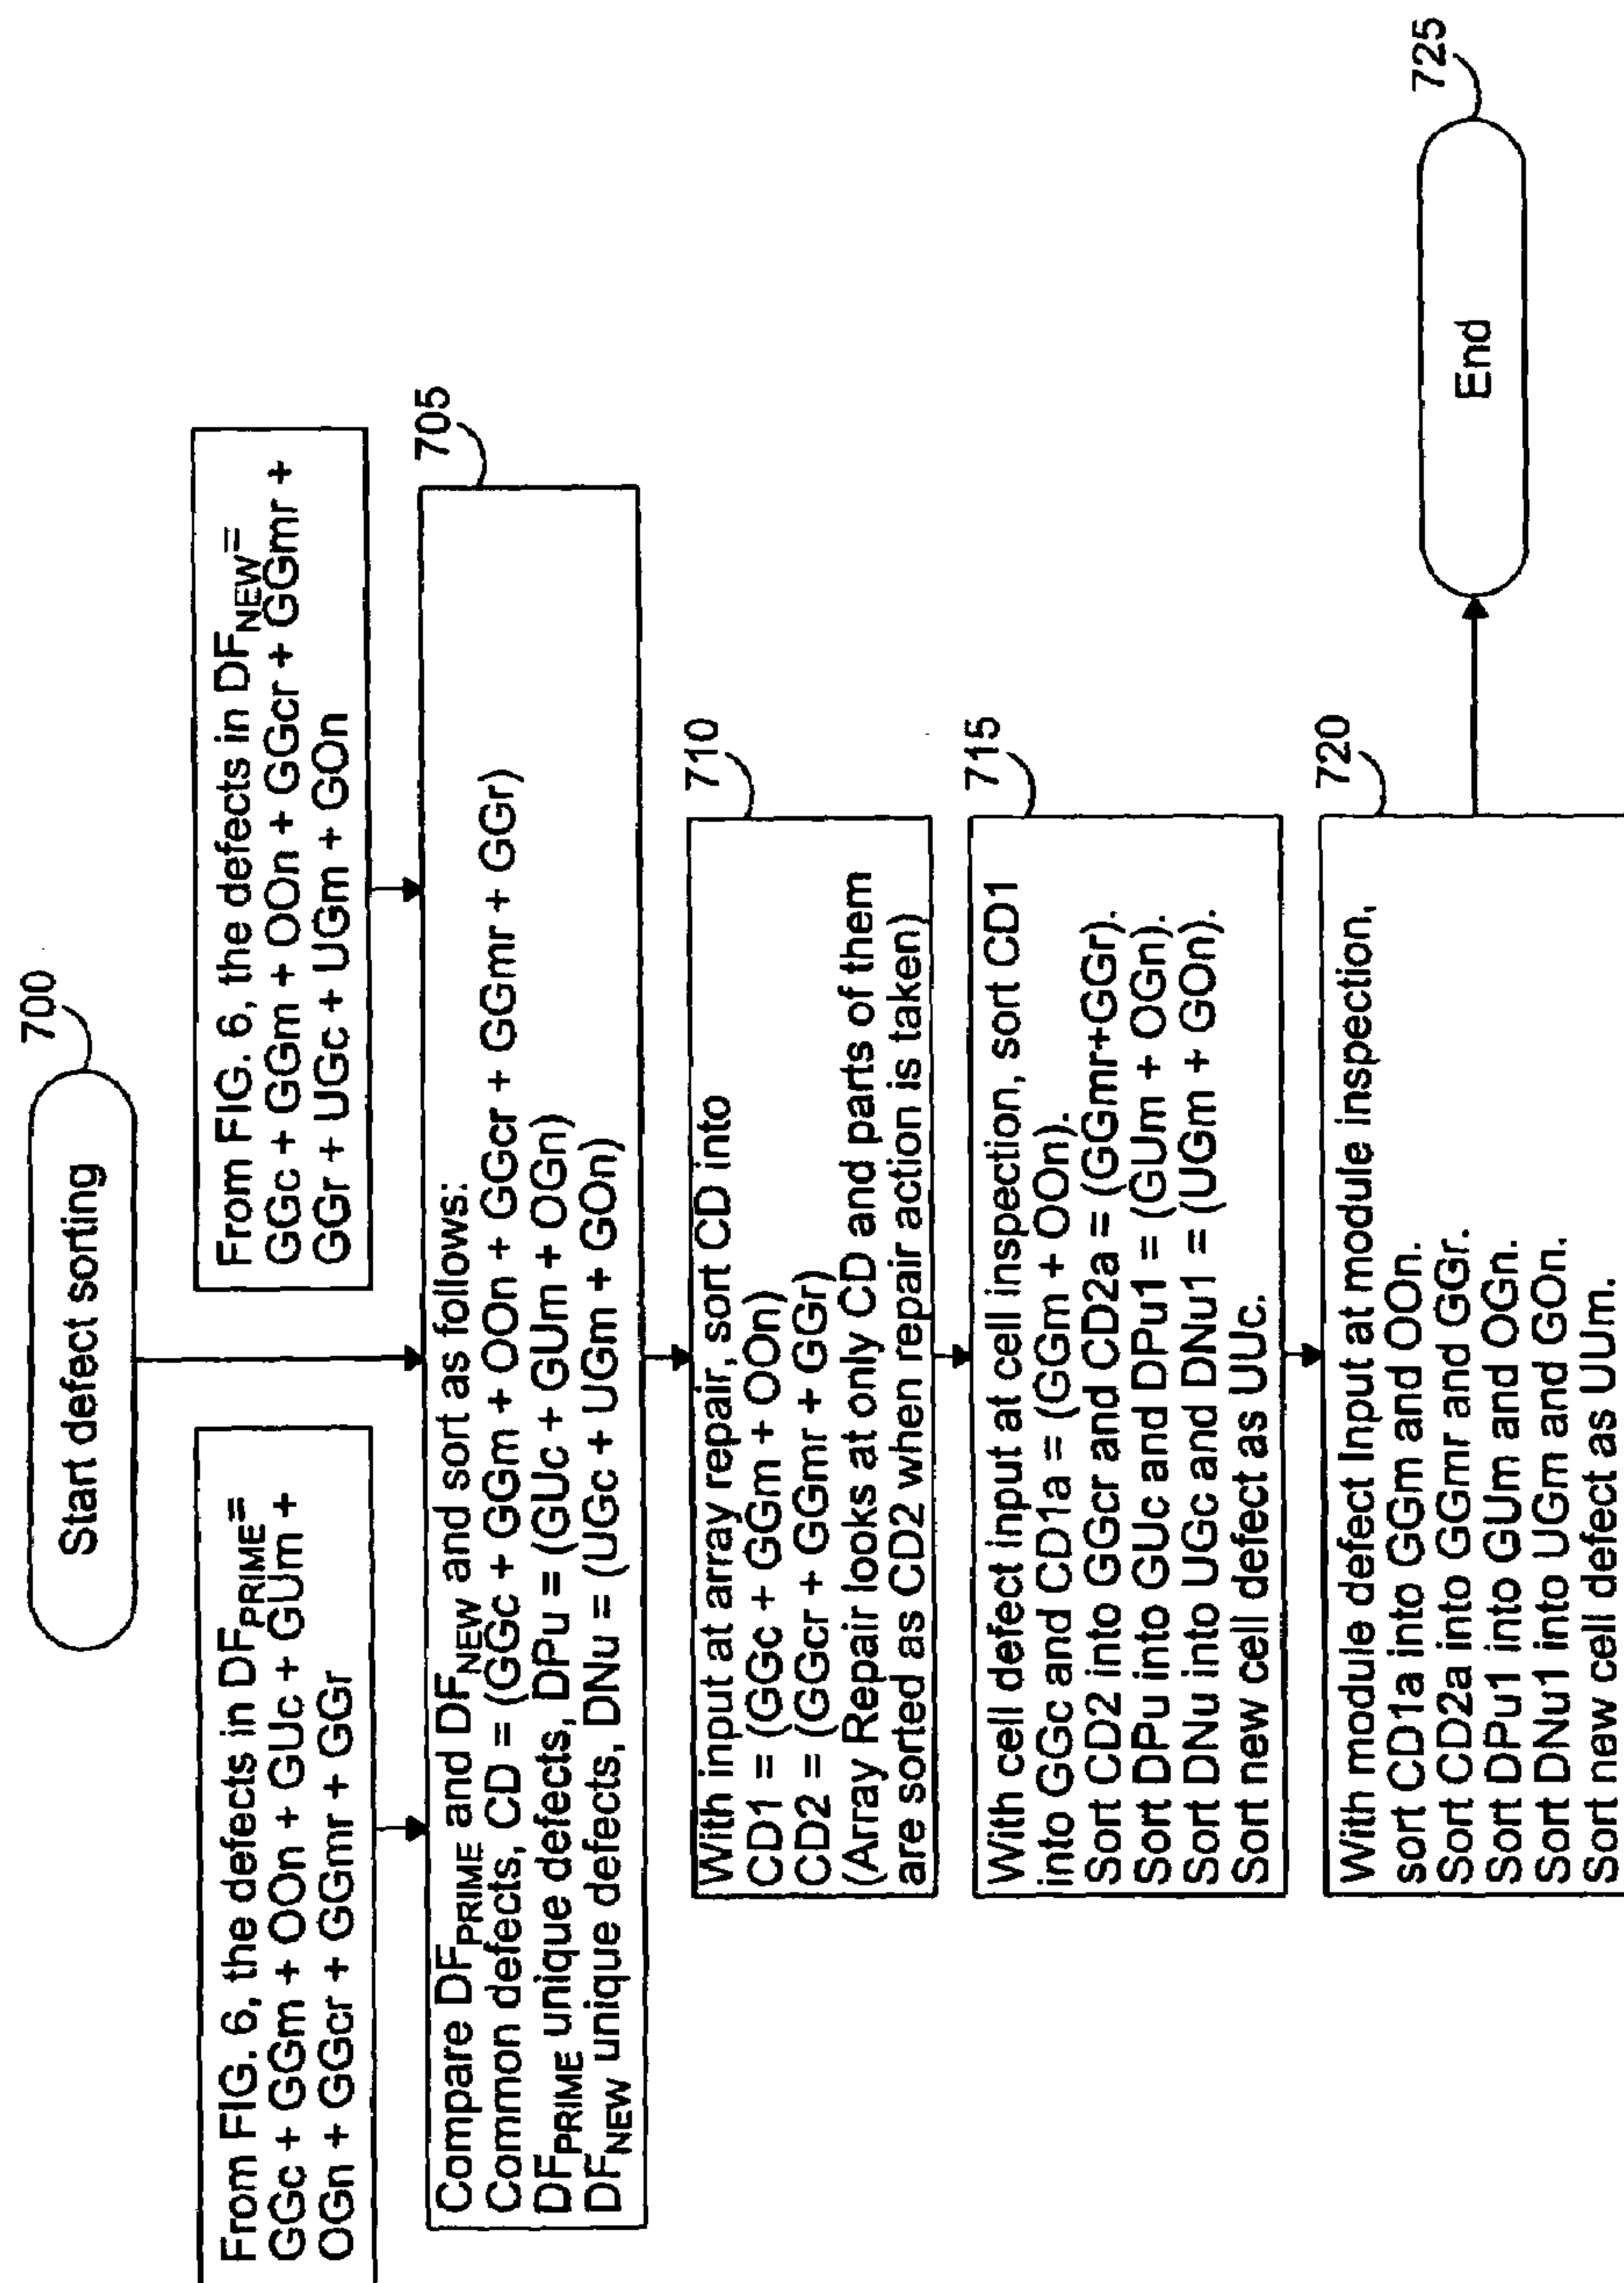 700
Start defect sorting
From FIG. 6, the defects in DFPRIME=
GGc + GGm + OOn + GUc + GUm +
OGn + GGcr + GGmr + GGr
From FIG. 6, the defects in DFNEW=
GGc + GGm + OOn + GGcr + GGmr +
GGr + UGc + UGm + GOn
705
Compare DFPRIME and DFNEW and sort as follows:
Common defects, CD = (GGc + GGm + OOn + GGcr + GGmr + GGr)
DFPRIME unique defects, DPu = (GUc + GUm + OGn)
DFNEW unique defects, DNu = (UGc + UGm + GOn)
710
With input at array repair, sort CD into
CD1 = (GGc + GGm + OOn)
CD2 = (GGcr + GGmr + GGr)
(Array Repair looks at only CD and parts of them
are sorted as CD2 when repair action is taken)
715
With cell defect input at cell inspection, sort CD1
into GGc and CD1a = (GGm + OOn).
Sort CD2 into GGcr and CD2a = (GGmr+GGr).
Sort DPu into GUc and DPu1 = (GUm + OGn).
Sort DNu into UGc and DNu1 = (UGm + GOn).
Sort new cell defect as UUc.
720
With module defect Input at module inspection,
sort CD1a into GGm and OOn.
Sort CD2a into GGmr and GGr.
Sort DPu1 into GUm and OGn.
Sort DNu1 into UGm and GOn.
Sort new cell defect as UUm.
725
End